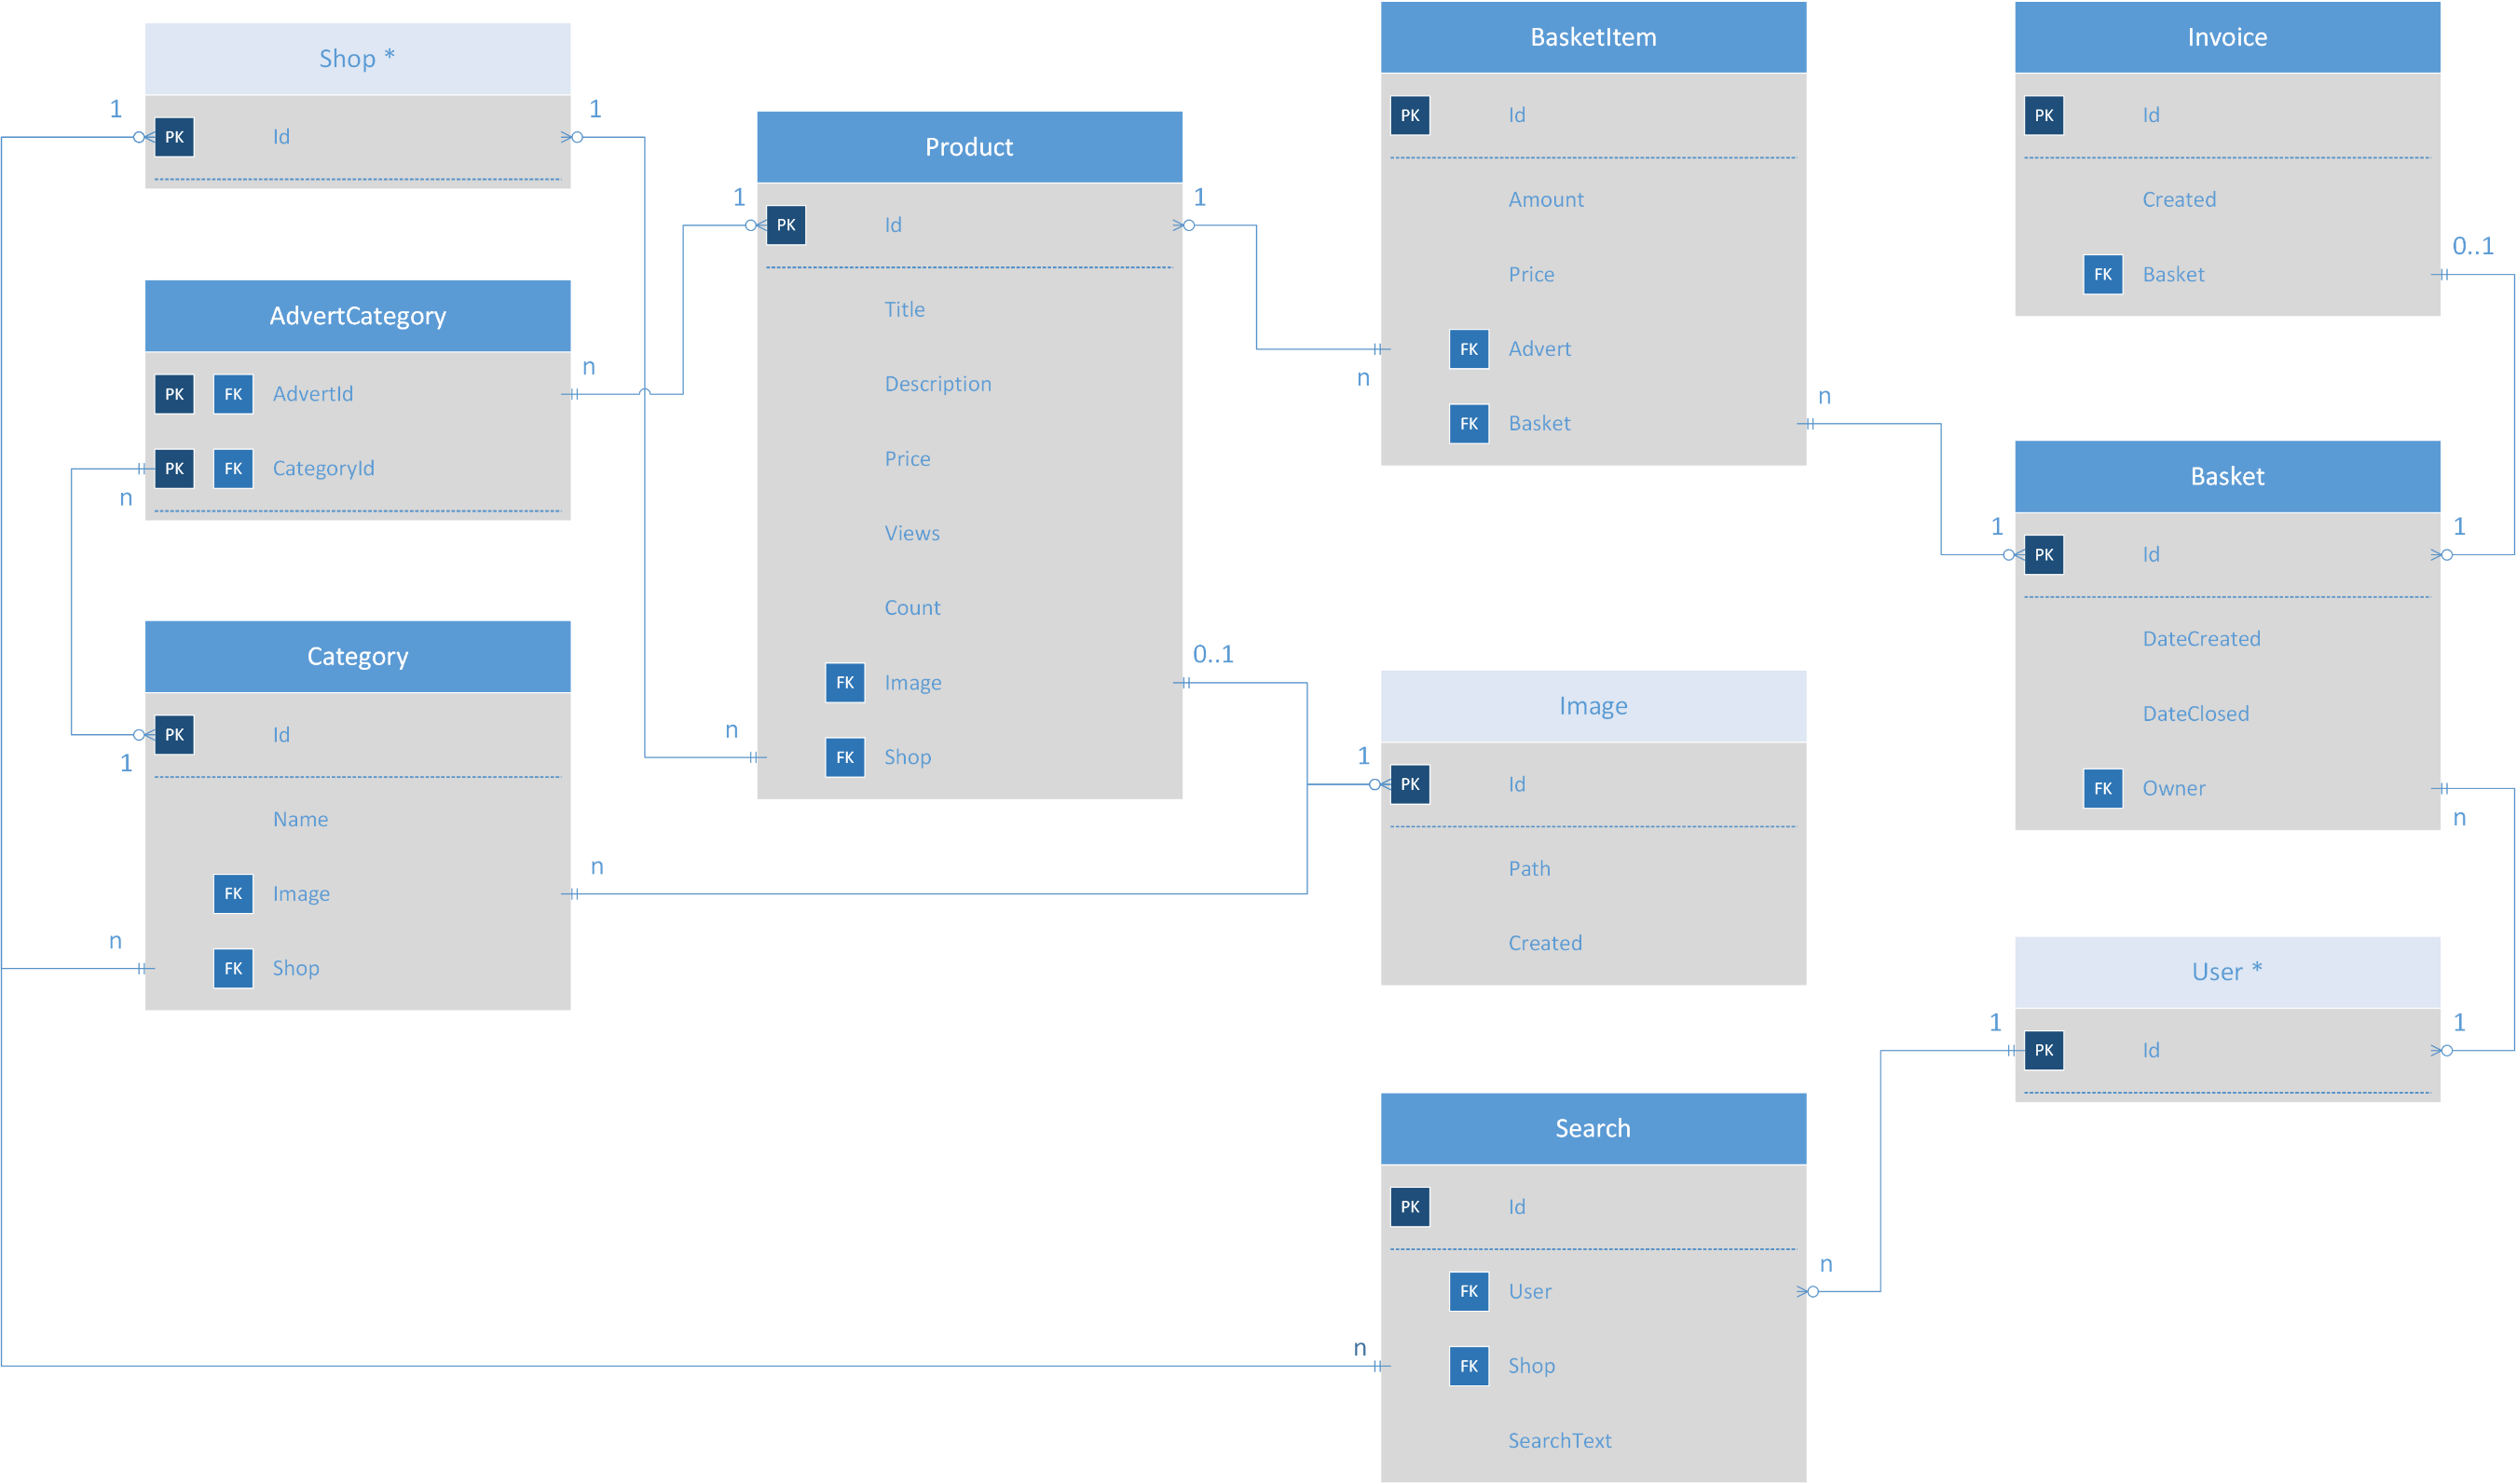 Shop *
1
1
PK Id
AdvertCategory
n
PK FK AdvertId
PK FK CategoryId
n
Category
PK Id
1
Name
n
FK Image
n
FK Shop
Product
1
1
PK Id
Title
Description
Price
Views
Count
0..1
FK Image
n
FK Shop
BasketItem
PK Id
Amount
Price
FK Advert
n
n
FK Basket
Image
1
PK Id
Path
Created
Search
PK Id
n
FK User
n
FK Shop
SearchText
Invoice
PK Id
Created
0..1
FK Basket
Basket
1
1
PK Id
DateCreated
DateClosed
FK Owner
n
User *
1
1
PK Id